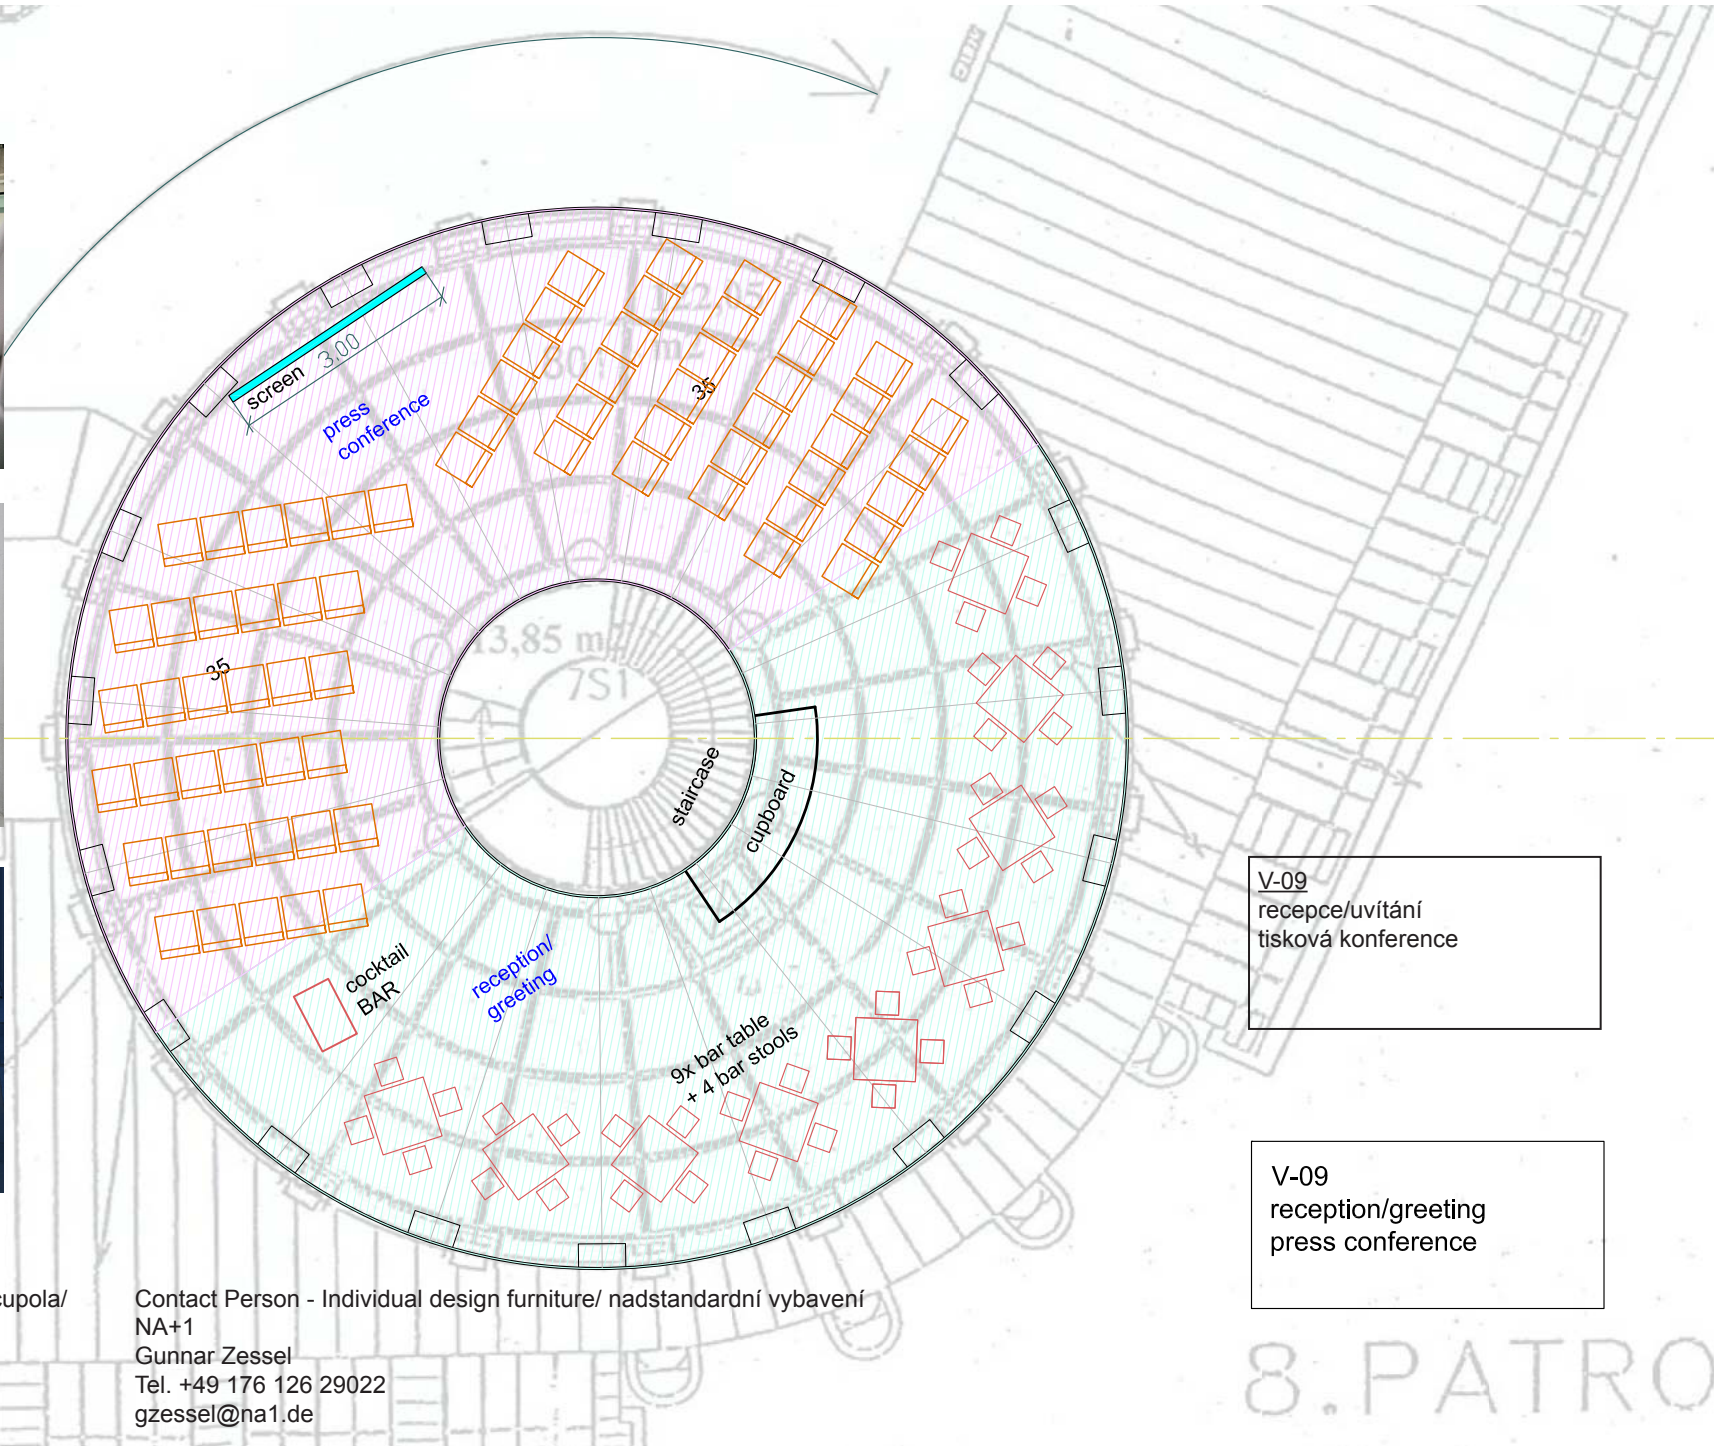 screen
3,00
press
conference
35
35
13,85 m2
7S1
staircase
cupboard
cocktail
BAR
reception/
greeting
9x bar table
+ 4 bar stools
V-09
recepce/uvítání
tisková konference
V-09
reception/greeting
press conference
cupola/
Contact Person - Individual design furniture/ nadstandardní vybavení
NA+1
Gunnar Zessel
Tel. +49 176 126 29022
gzessel@na1.de
8.PATRO